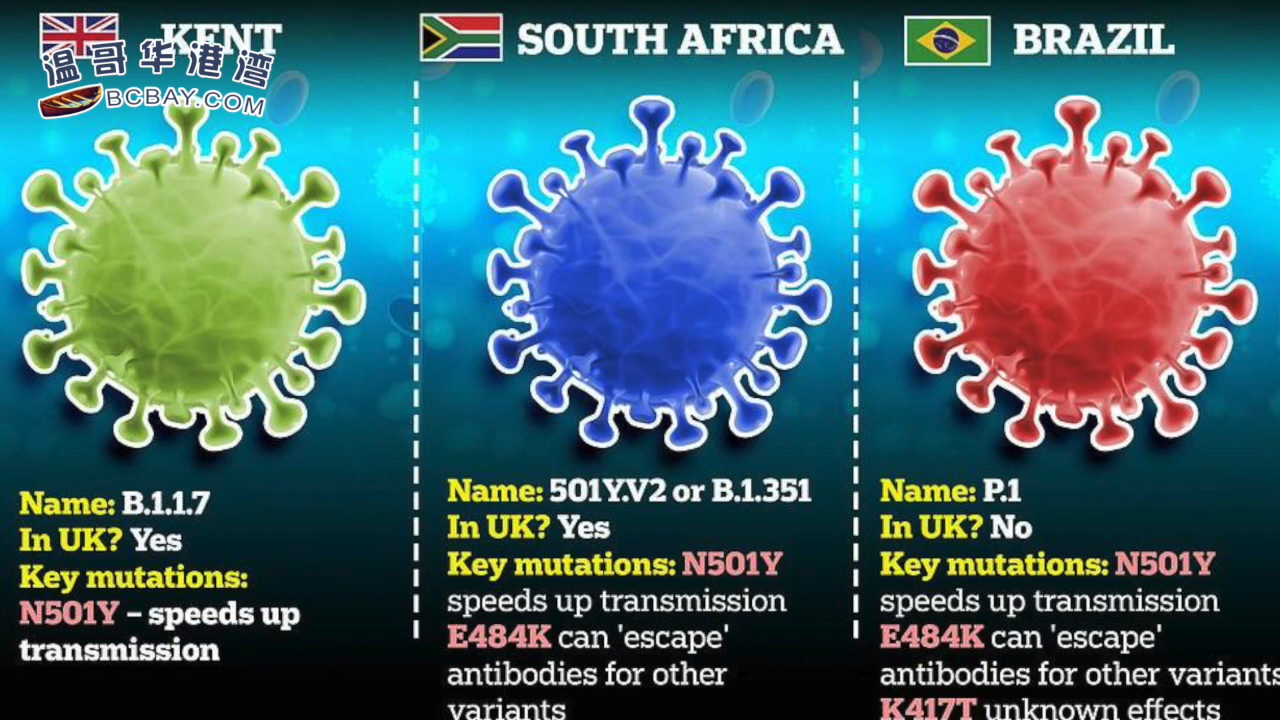 KENT
温哥华港湾
BCBAY.COM
Name: B.1.1.7
In UK? Yes
Key mutations:
N501Y – speeds up
transmission
SOUTH AFRICA
Name: 501Y.V2 or B.1.351
In UK? Yes
Key mutations: N501Y
speeds up transmission
E484K can 'escape'
antibodies for other
variants
BRAZIL
Name: P.1
In UK? No
Key mutations: N501Y
speeds up transmission
E484K can 'escape'
antibodies for other variants
K417T unknown effects